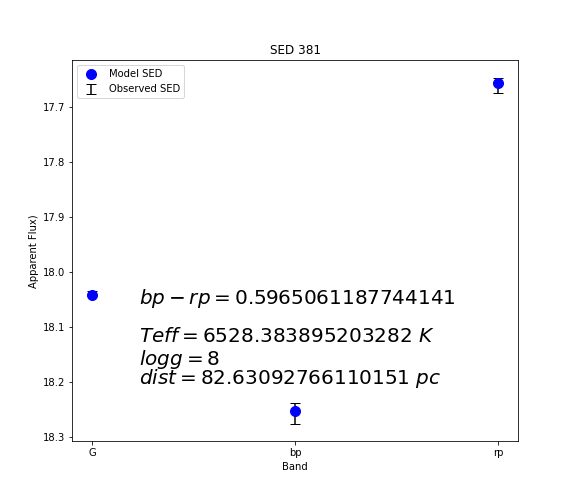 SED 381
Model SED
Observed SED
17.7
17.8
17.9
18.0
18.1
18.2
18.3
Apparent Flux)
bp − rp = 0.5965061187744141
Teff = 6528.383895203282 K
logg = 8
dist = 82.63092766110151 pc
G bp rp
Band